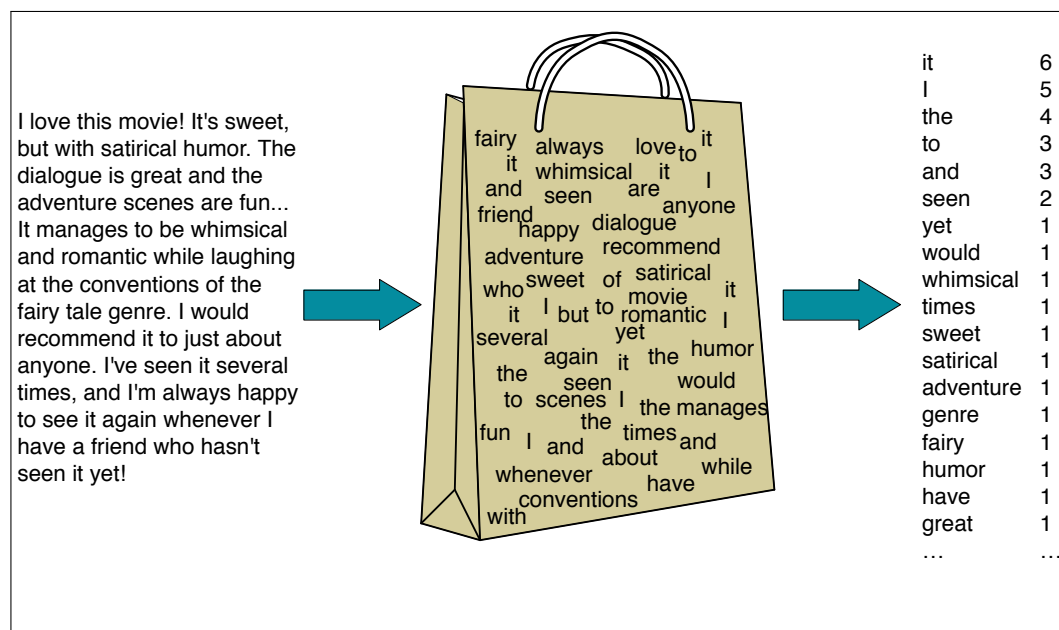 I love this movie! It's sweet,
but with satirical humor. The
dialogue is great and the
adventure scenes are fun...
It manages to be whimsical
and romantic while laughing
at the conventions of the
fairy tale genre. I would
recommend it to just about
anyone. I've seen it several
times, and I'm always happy
to see it again whenever I
have a friend who hasn't
seen it yet!
fairy always love to it
it whimsical it I
and seen are anyone
friend happy dialogue
adventure recommend
sweet of satirical
who I but to movie it
it romantic I
several yet
again it the humor
the seen would
to scenes I the manages
the
fun I and times and
whenever about while
have
conventions
with
it 6
I 5
the 4
to 3
and 3
seen 2
yet 1
would 1
whimsical 1
times 1
sweet 1
satirical 1
adventure 1
genre 1
fairy 1
humor 1
have 1
great 1
… …